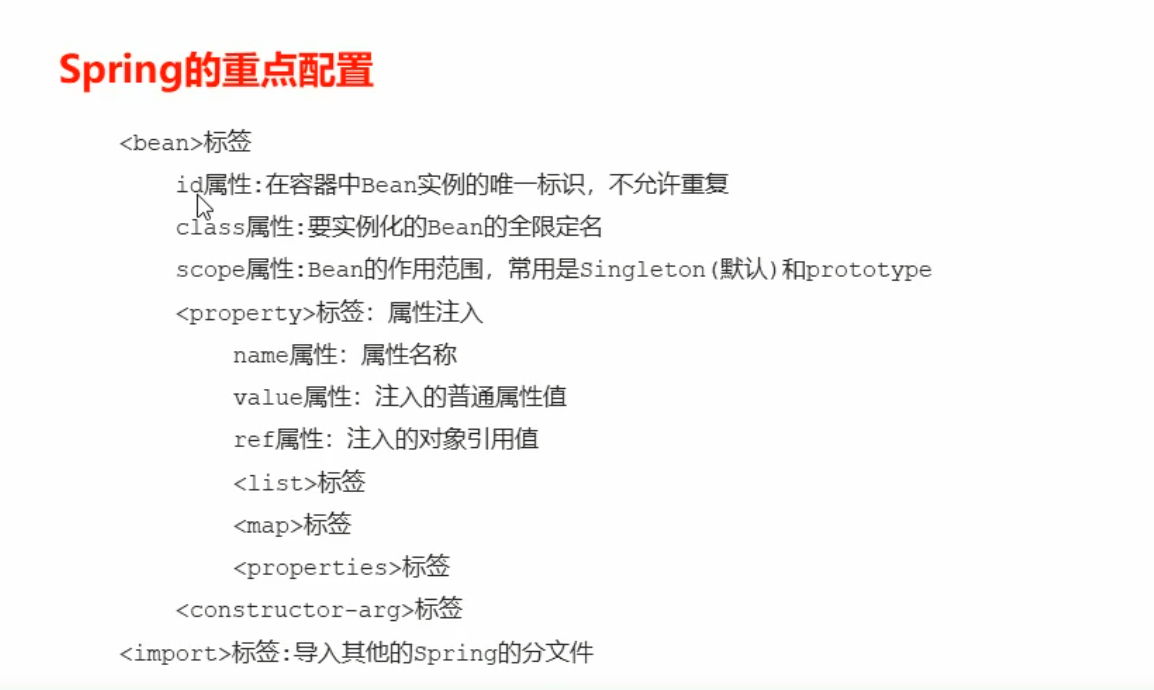 Spring的重点配置
<bean>标签
id属性:在容器中Bean实例的唯一标识，不允许重复
class属性:要实例化的Bean的全限定名
scope属性:Bean的作用范围，常用是Singleton(默认)和prototype
<property>标签：属性注入
name属性：属性名称
value属性：注入的普通属性值
ref属性：注入的对象引用值
<list>标签
<map>标签
<properties>标签
<constructor-arg>标签
<import>标签:导入其他的Spring的分文件